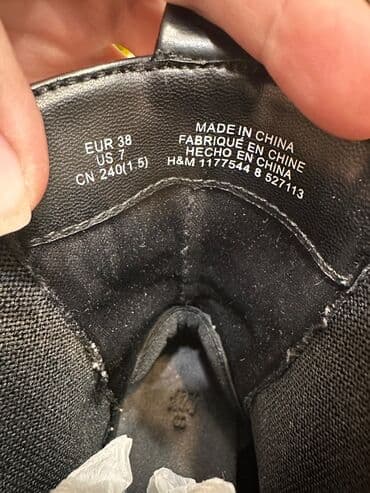 EUR 38
US 7
CN 240(1.5)
MADE IN CHINA
FABRIQUÉ EN CHINE
HECHO EN CHINA
H&M 1177544 8 527113